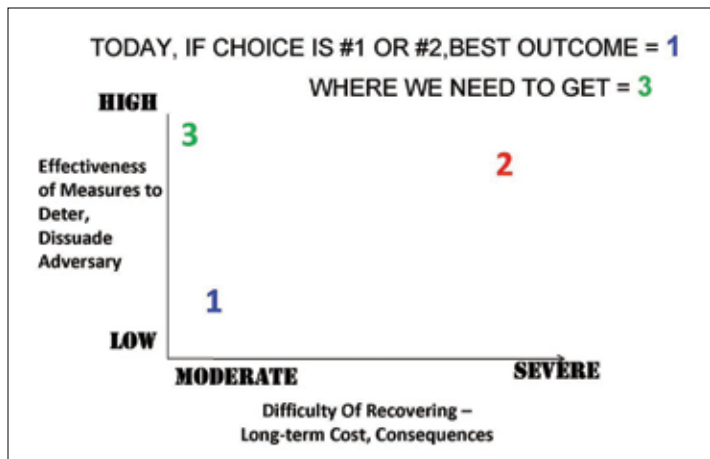 TODAY, IF CHOICE IS #1 OR #2,BEST OUTCOME = 1
WHERE WE NEED TO GET = 3
HIGH
3
2
Effectiveness
of Measures to
Deter,
Dissuade
Adversary
1
LOW
MODERATE
SEVERE
Difficulty Of Recovering –
Long-term Cost, Consequences